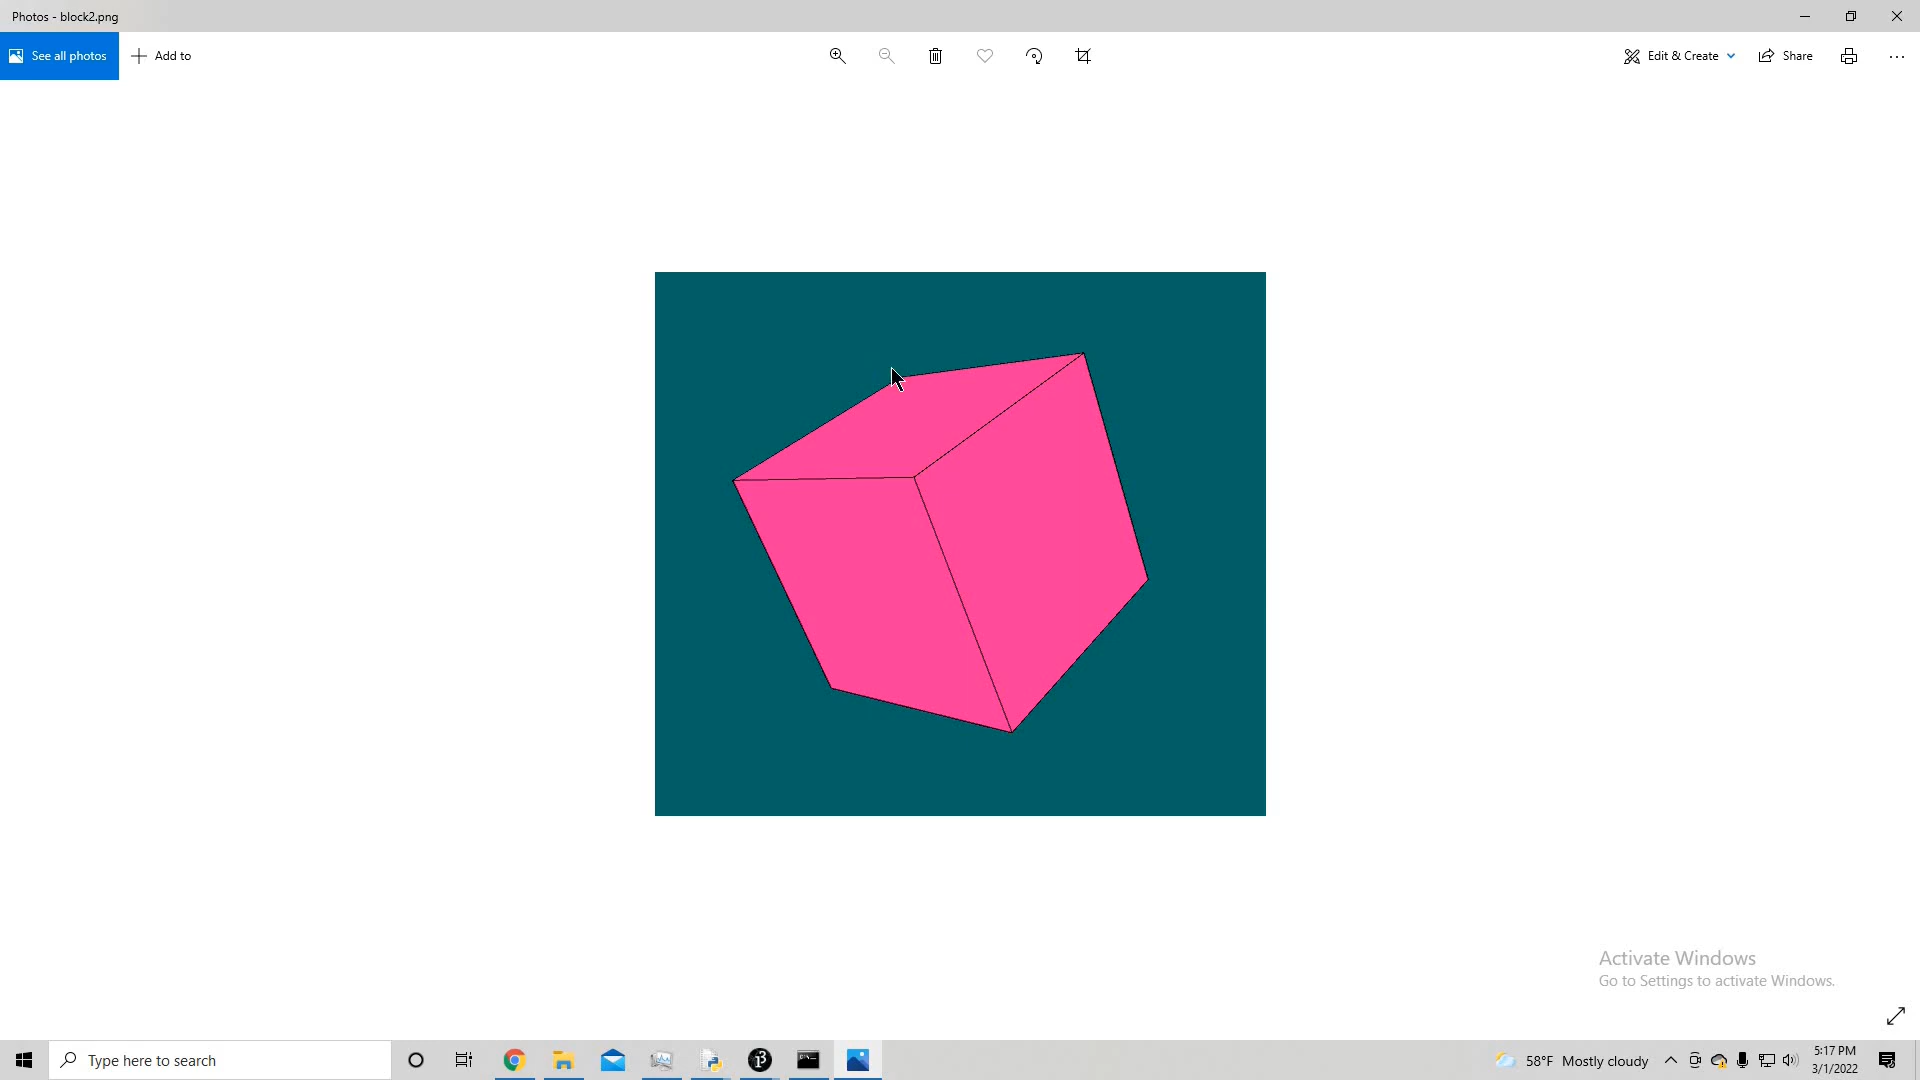 Photos - block2.png
See all photos
Add to
Edit & Create
Share
Activate Windows
Go to Settings to activate Windows.
Type here to search
58°F Mostly cloudy
5:17 PM
3/1/2022